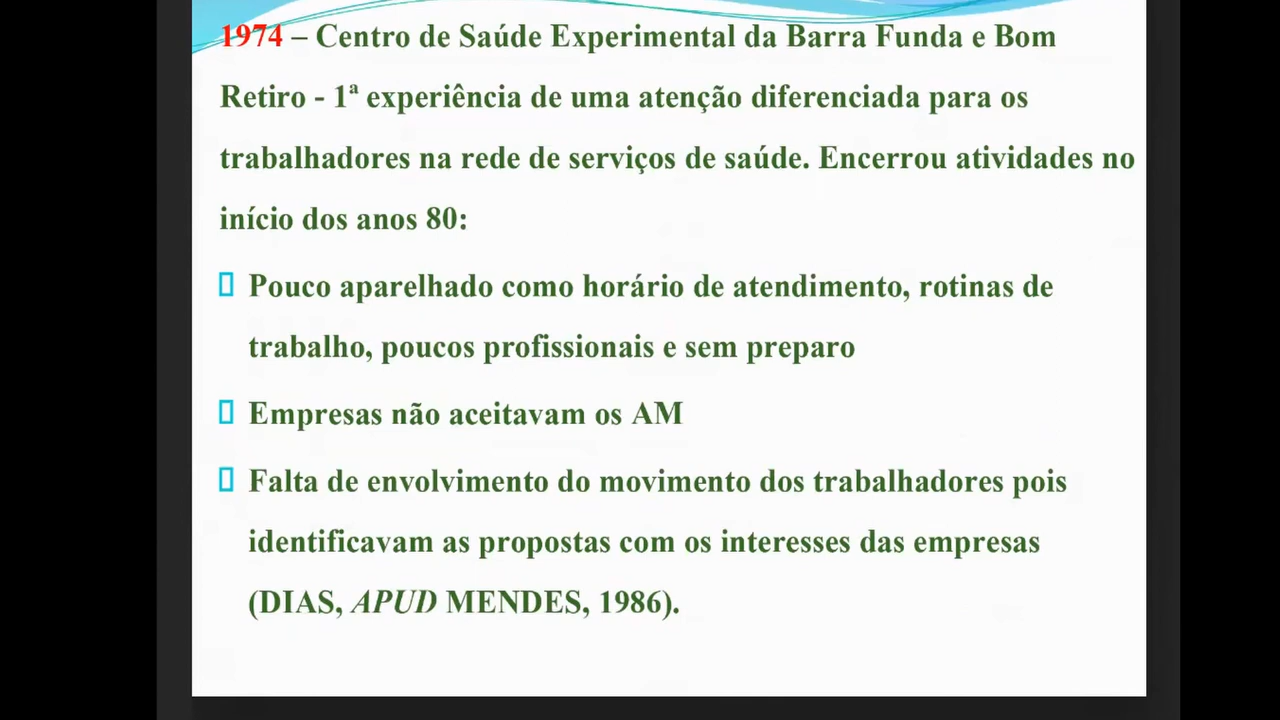 1974 – Centro de Saúde Experimental da Barra Funda e Bom
Retiro - 1ª experiência de uma atenção diferenciada para os
trabalhadores na rede de serviços de saúde. Encerrou atividades no
início dos anos 80:
Pouco aparelhado como horário de atendimento, rotinas de
trabalho, poucos profissionais e sem preparo
Empresas não aceitavam os AM
Falta de envolvimento do movimento dos trabalhadores pois
identificavam as propostas com os interesses das empresas
(DIAS, APUD MENDES, 1986).